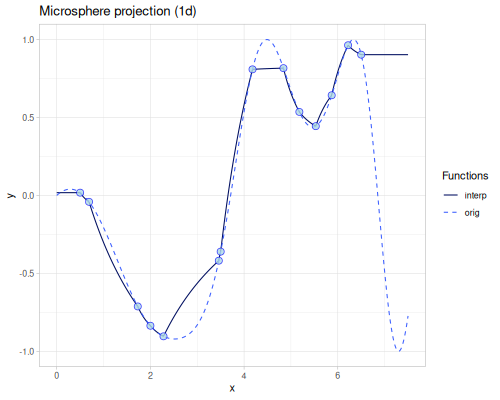 Microsphere projection (1d)
1.0
0.5
0.0
-0.5
-1.0
y
0 2 4 6
x
Functions
interp
orig